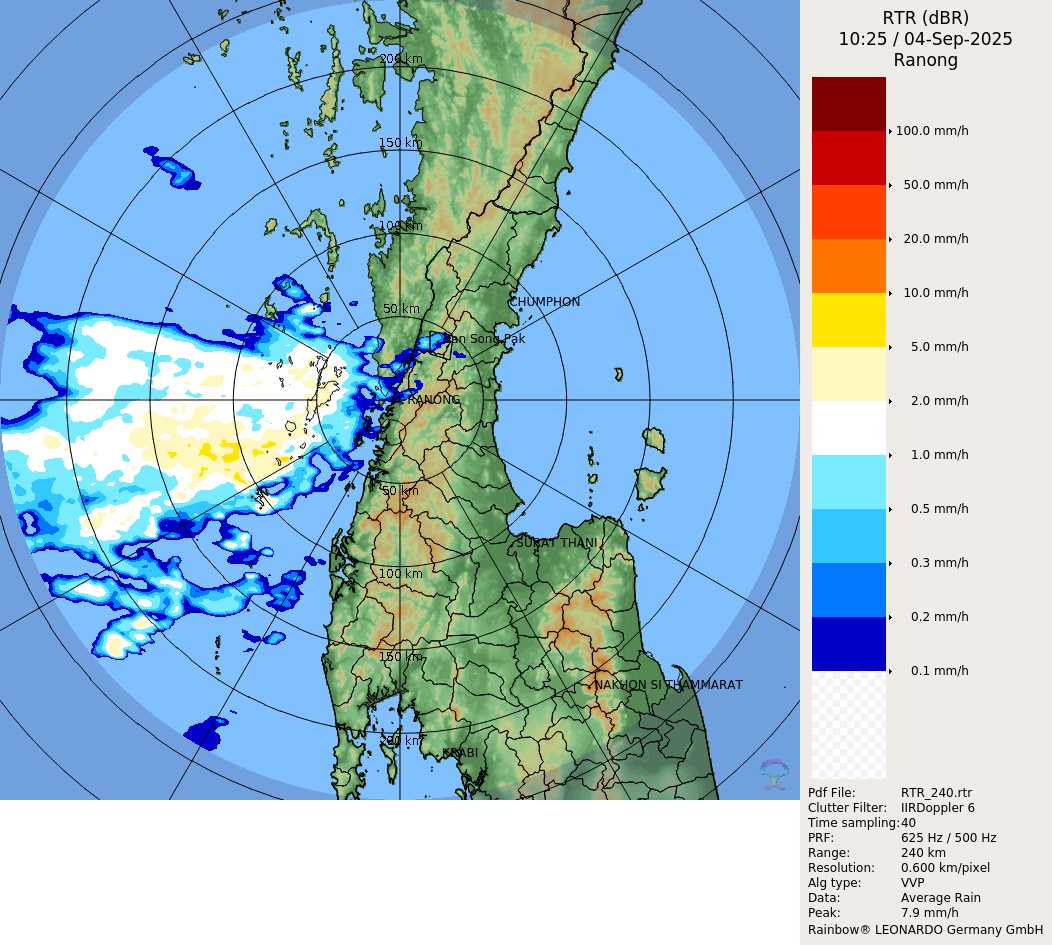 RTR (dBR)
10:25 / 04-Sep-2025
Ranong
100.0 mm/h
50.0 mm/h
20.0 mm/h
10.0 mm/h
5.0 mm/h
2.0 mm/h
1.0 mm/h
0.5 mm/h
0.3 mm/h
0.2 mm/h
0.1 mm/h
200 km
150 km
100 km
50 km
CHUMPHON
Ban Song Pak
RANONG
50 km
SURAT THANI
100 km
150 km
NAKHON SI THAMMARAT
200 km
KRABI
Pdf File: RTR_240.rtr
Clutter Filter: IIRDoppler 6
Time sampling:40
PRF: 625 Hz / 500 Hz
Range: 240 km
Resolution: 0.600 km/pixel
Alg type: VVP
Data: Average Rain
Peak: 7.9 mm/h
Rainbow® LEONARDO Germany GmbH